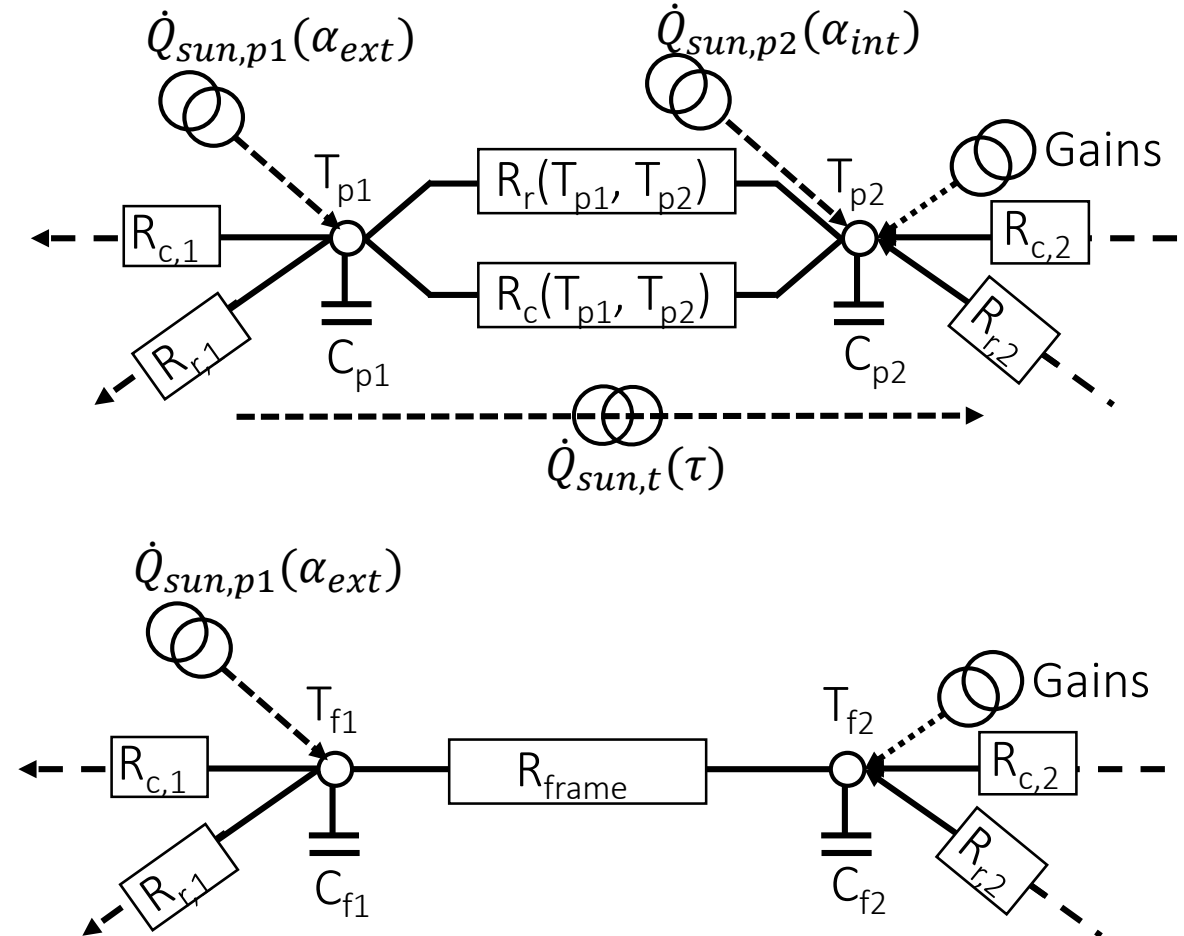 Q̇sun,p1(αext)
Q̇sun,p2(αint)
Gains
Tp1
Tp2
Rr(Tp1, Tp2)
Rc,1
Rc,2
Rc(Tp1, Tp2)
Rr,1
Rr,2
Cp1
Cp2
Q̇sun,t(τ)
Q̇sun,p1(αext)
Gains
Tf1
Tf2
Rc,1
Rframe
Rc,2
Rr,1
Rr,2
Cf1
Cf2